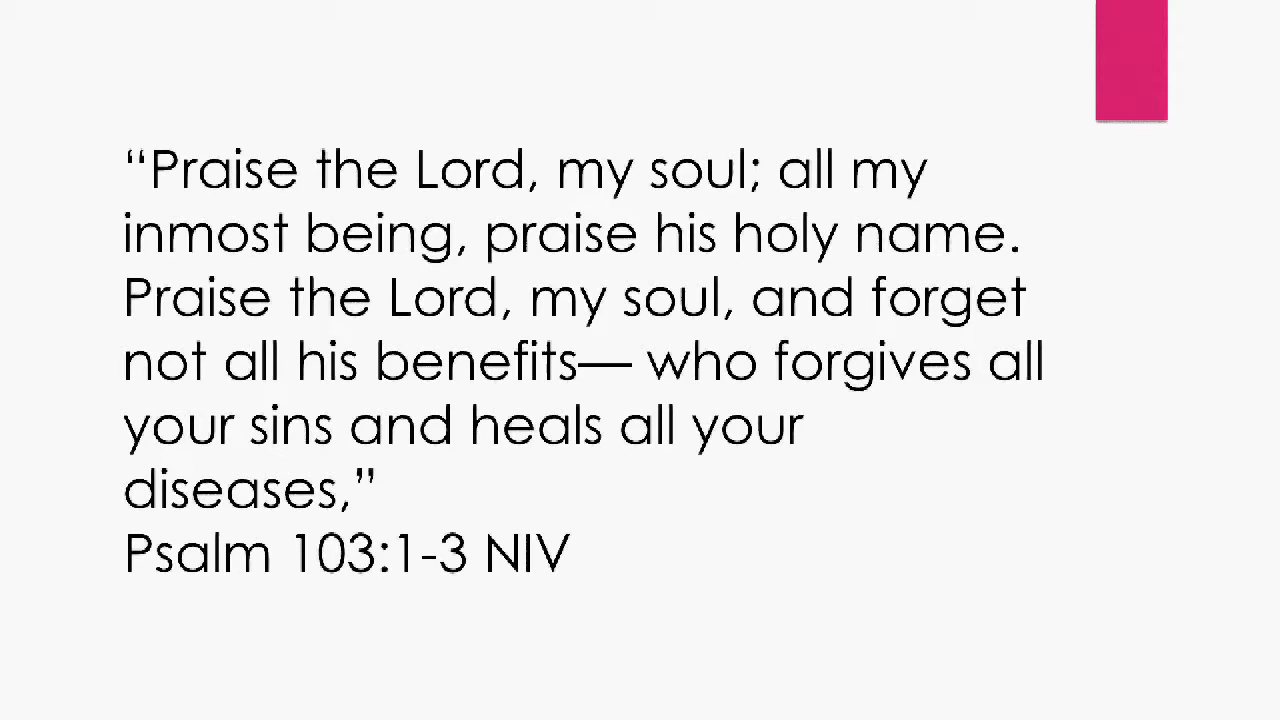 “Praise the Lord, my soul; all my
inmost being, praise his holy name.
Praise the Lord, my soul, and forget
not all his benefits— who forgives all
your sins and heals all your
diseases,”
Psalm 103:1-3 NIV